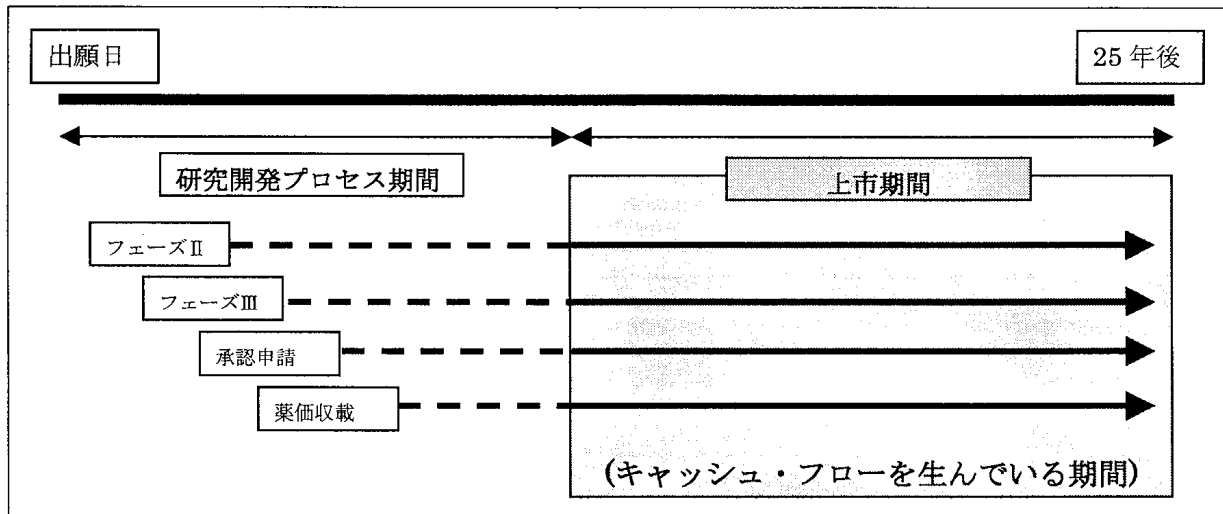 出願日
25年後
研究開発プロセス期間
上市期間
フェーズⅡ
フェーズⅢ
承認申請
薬価収載
(キャッシュ・フローを生んでいる期間)